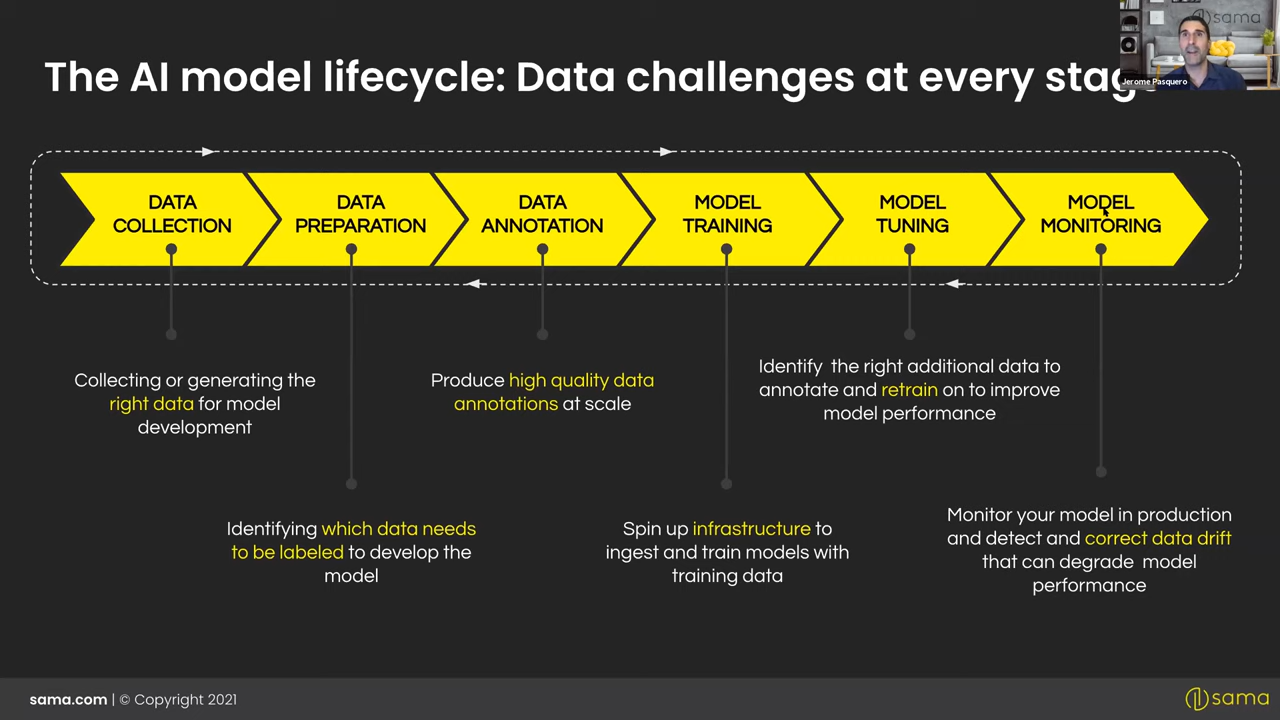 sama
Jerome Pasquero
The AI model lifecycle: Data challenges at every stage
DATA
COLLECTION
DATA
PREPARATION
DATA
ANNOTATION
MODEL
TRAINING
MODEL
TUNING
MODEL
MONITORING
Collecting or generating the
right data for model
development
Identifying which data needs
to be labeled to develop the
model
Produce high quality data
annotations at scale
Spin up infrastructure to
ingest and train models with
training data
Identify the right additional data to
annotate and retrain on to improve
model performance
Monitor your model in production
and detect and correct data drift
that can degrade model
performance
sama.com | © Copyright 2021
sama